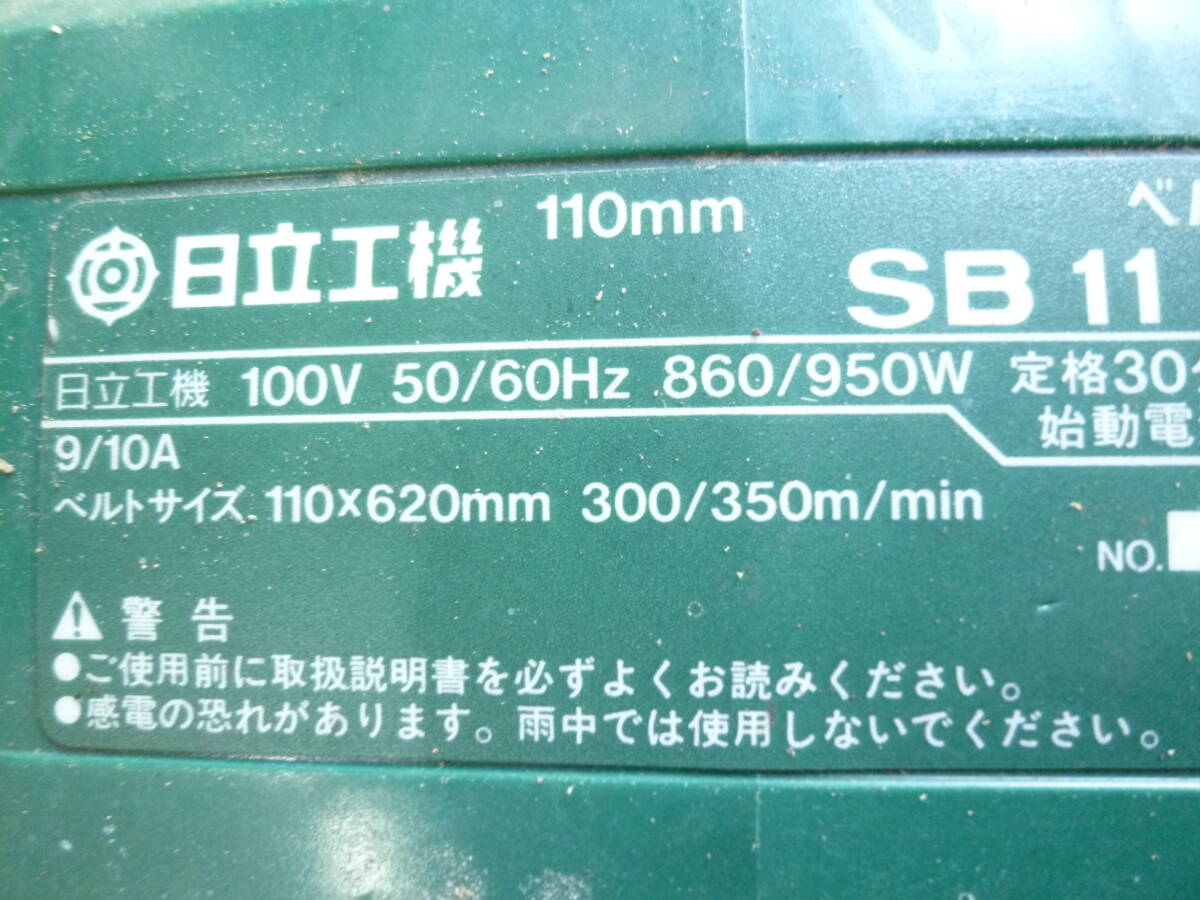 日立工機 110mm ベ
SB 11
日立工機 100V 50/60Hz 860/950W 定格30
始動電
9/10A
ベルトサイズ 110×620mm 300/350m/min
NO.
警告
●ご使用前に取扱説明書を必ずよくお読みください。
●感電の恐れがあります。雨中では使用しないでください。